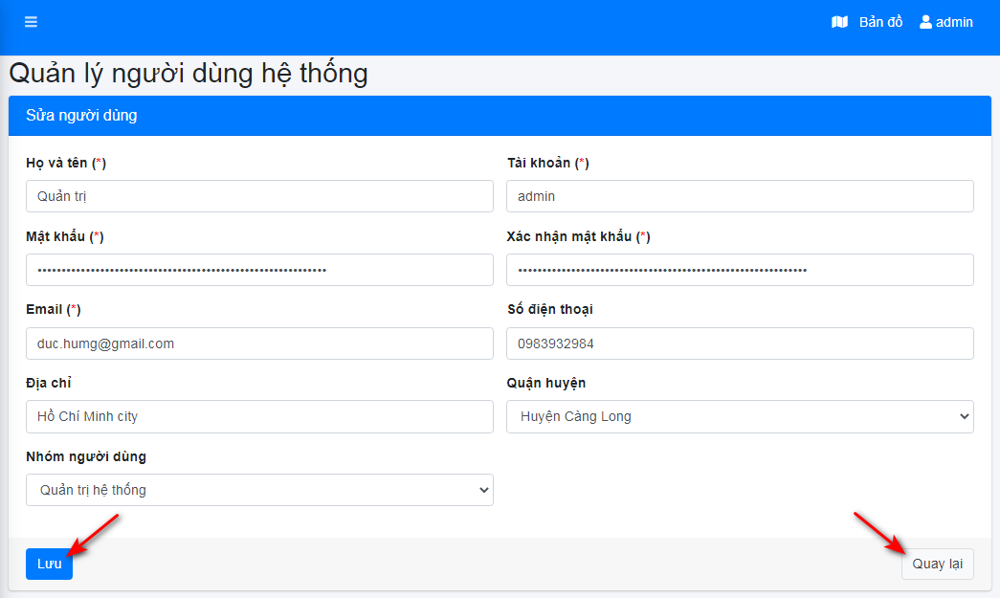 Bản đồ admin
Quản lý người dùng hệ thống
Sửa người dùng
Họ và tên (*) Tài khoản (*)
Quản trị admin
Mật khẩu (*) Xác nhận mật khẩu (*)
Email (*) Số điện thoại
duc.humg@gmail.com 0983932984
Địa chỉ Quận huyện
Hồ Chí Minh city Huyện Càng Long
Nhóm người dùng
Quản trị hệ thống
Lưu Quay lại